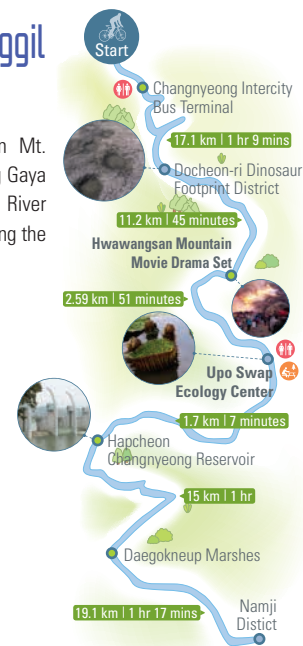 ggil
Start
m Mt.
g Gaya
River
ng the
Changnyeong Intercity
Bus Terminal
17.1 km | 1 hr 9 mins
Docheon-ri Dinosaur
Footprint District
11.2 km | 45 minutes
Hwawangsan Mountain
Movie Drama Set
2.59 km | 51 minutes
Upo Swap
Ecology Center
1.7 km | 7 minutes
Hapcheon
Changnyeong Reservoir
15 km | 1 hr
Daegokneup Marshes
19.1 km | 1 hr 17 mins
Namji
Distict